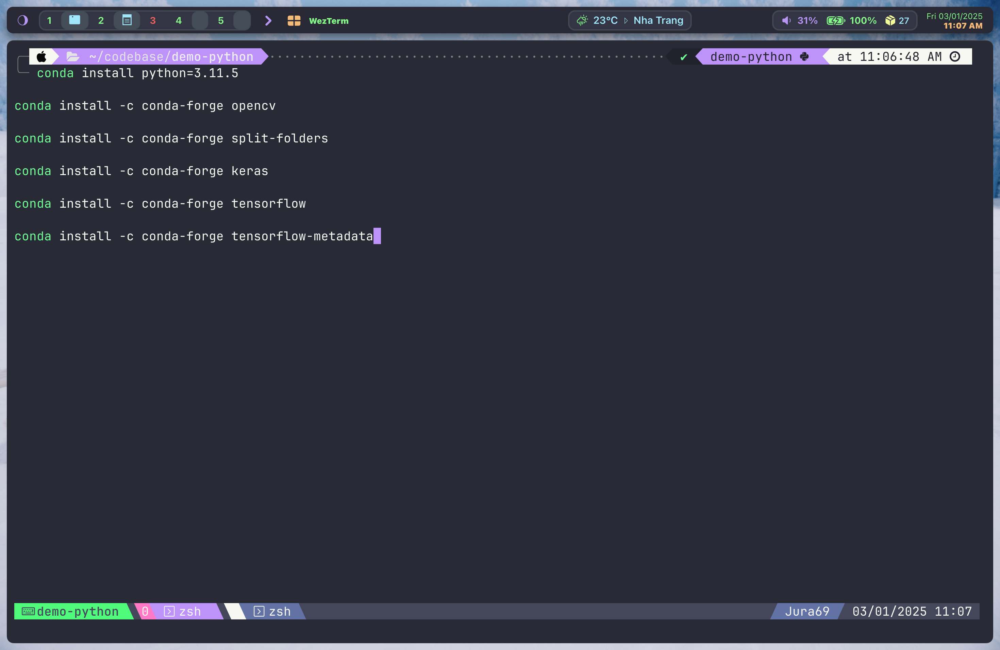 1 2 3 4 5 WezTerm 23°C Nha Trang 31% 100% 27 Fri 03/01/2025
11:07 AM
~/codebase/demo-python ✔ demo-python at 11:06:48 AM
conda install python=3.11.5
conda install -c conda-forge opencv
conda install -c conda-forge split-folders
conda install -c conda-forge keras
conda install -c conda-forge tensorflow
conda install -c conda-forge tensorflow-metadata
demo-python 0 zsh zsh Jura69 03/01/2025 11:07